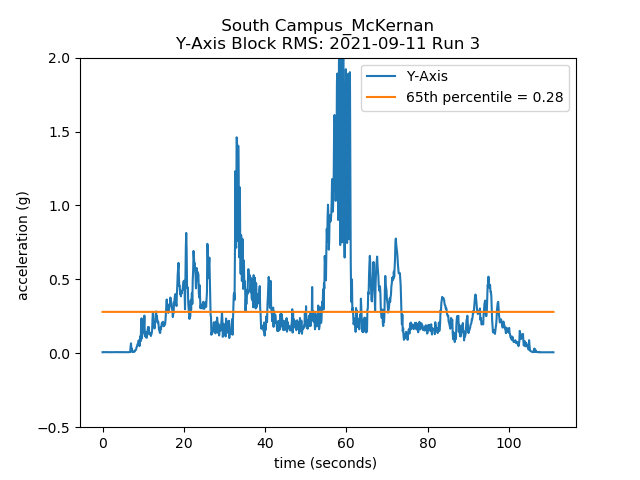 South Campus_McKernan
Y-Axis Block RMS: 2021-09-11 Run 3
Y-Axis
65th percentile = 0.28
acceleration (g)
2.0
1.5
1.0
0.5
0.0
−0.5
0 20 40 60 80 100
time (seconds)